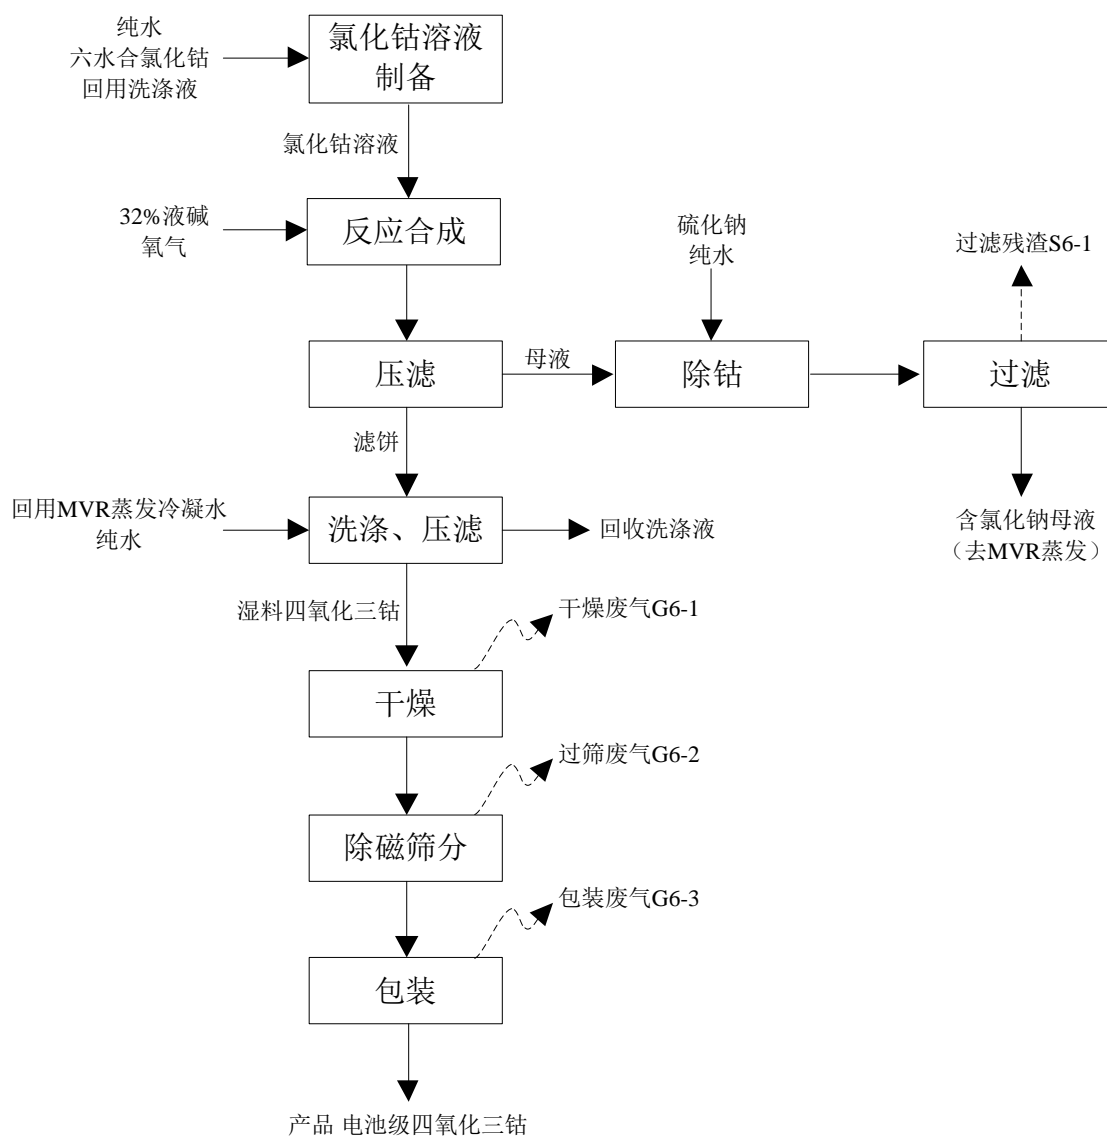 纯水
六水合氯化钴
回用洗涤液
氯化钴溶液
制备
氯化钴溶液
32%液碱
氧气
反应合成
硫化钠
纯水
过滤残渣S6-1
压滤
母液
除钴
过滤
滤饼
回用MVR蒸发冷凝水
纯水
洗涤、压滤
回收洗涤液
含氯化钠母液
（去MVR蒸发）
湿料四氧化三钴
干燥废气G6-1
干燥
过筛废气G6-2
除磁筛分
包装废气G6-3
包装
产品 电池级四氧化三钴